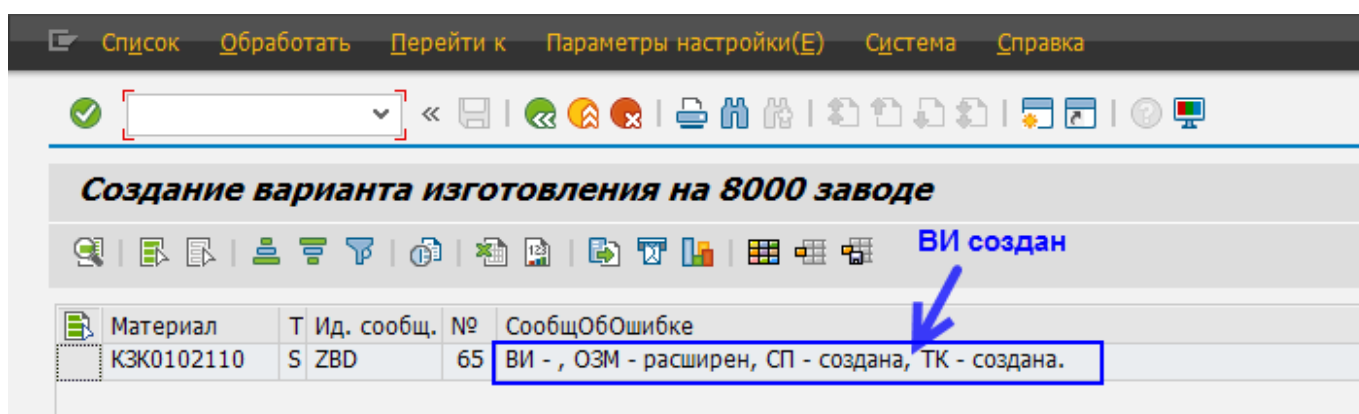 Список Обработать Перейти к Параметры настройки(Е) Система Справка
Создание варианта изготовления на 8000 заводе
ВИ создан
Материал Т Ид. сообщ. № СообщОбОшибке
КЗК0102110 S ZBD 65 ВИ - , ОЗМ - расширен, СП - создана, ТК - создана.